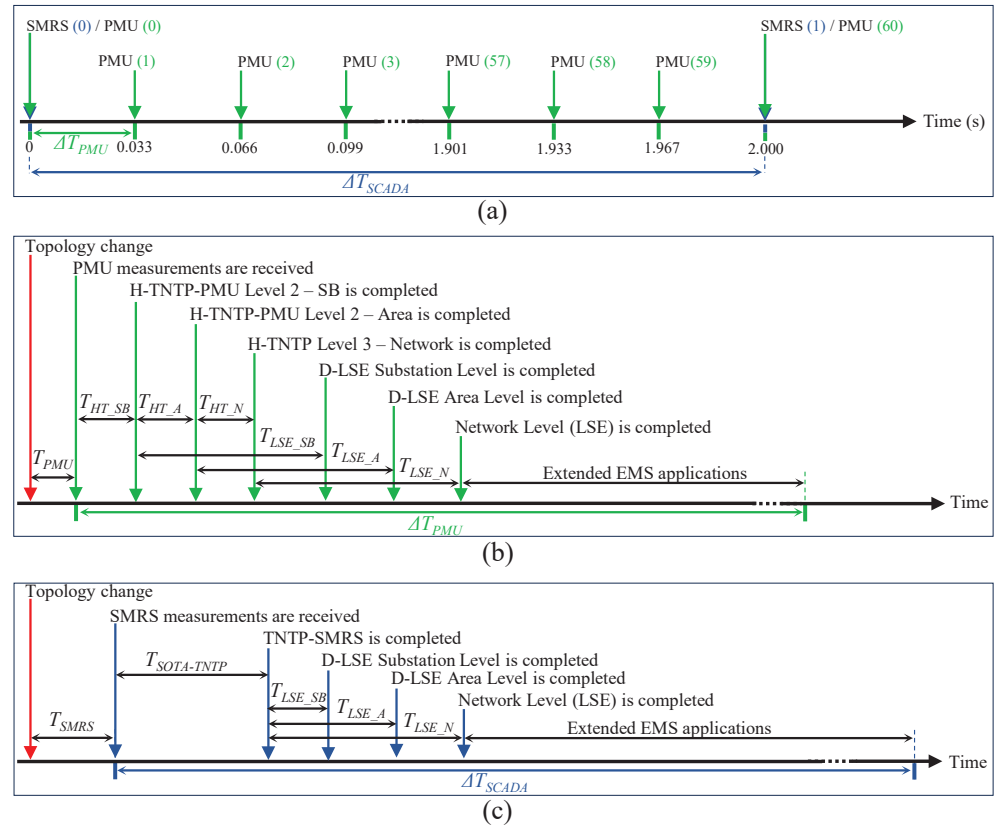 SMRS (0) / PMU (0)
SMRS (1) / PMU (60)
PMU (1)
PMU (2)
PMU (3)
PMU (57)
PMU (58)
PMU(59)
Time (s)
0
0.033
0.066
0.099
1.901
1.933
1.967
2.000
ΔT_PMU
ΔT_SCADA
(a)
Topology change
PMU measurements are received
H-TNTP-PMU Level 2 – SB is completed
H-TNTP-PMU Level 2 – Area is completed
H-TNTP Level 3 – Network is completed
D-LSE Substation Level is completed
D-LSE Area Level is completed
Network Level (LSE) is completed
T_HT_SB
T_HT_A
T_HT_N
T_LSE_SB
T_LSE_A
T_LSE_N
T_PMU
Extended EMS applications
Time
ΔT_PMU
(b)
Topology change
SMRS measurements are received
TNTP-SMRS is completed
D-LSE Substation Level is completed
D-LSE Area Level is completed
Network Level (LSE) is completed
T_SOTA-TNTP
T_LSE_SB
T_LSE_A
T_LSE_N
T_SMRS
Extended EMS applications
Time
ΔT_SCADA
(c)